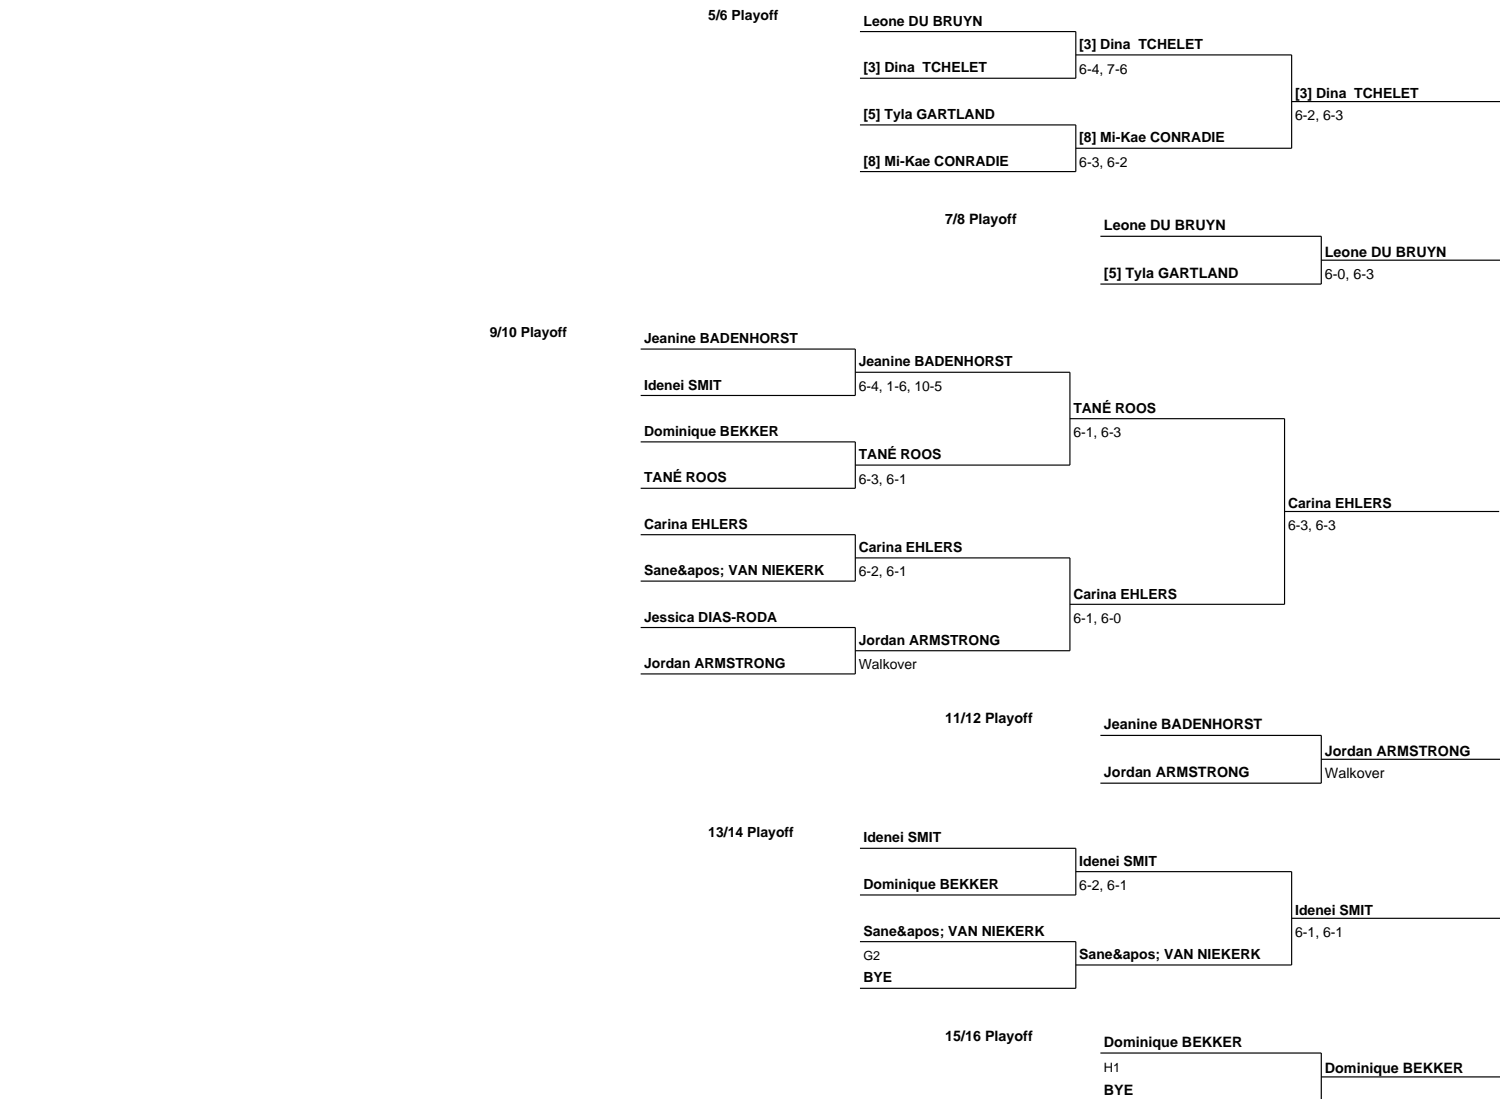 5/6 Playoff
Leone DU BRUYN
[3] Dina  TCHELET
[3] Dina  TCHELET
6-4, 7-6
[3] Dina  TCHELET
6-2, 6-3
[5] Tyla GARTLAND
[8] Mi-Kae CONRADIE
[8] Mi-Kae CONRADIE
6-3, 6-2
7/8 Playoff
Leone DU BRUYN
Leone DU BRUYN
[5] Tyla GARTLAND
6-0, 6-3
9/10 Playoff
Jeanine BADENHORST
Jeanine BADENHORST
Idenei SMIT
6-4, 1-6, 10-5
TANÉ ROOS
6-1, 6-3
Dominique BEKKER
TANÉ ROOS
TANÉ ROOS
6-3, 6-1
Carina EHLERS
6-3, 6-3
Carina EHLERS
Carina EHLERS
Sane&apos; VAN NIEKERK
6-2, 6-1
Carina EHLERS
6-1, 6-0
Jessica DIAS-RODA
Jordan ARMSTRONG
Jordan ARMSTRONG
Walkover
11/12 Playoff
Jeanine BADENHORST
Jordan ARMSTRONG
Jordan ARMSTRONG
Walkover
13/14 Playoff
Idenei SMIT
Idenei SMIT
Dominique BEKKER
6-2, 6-1
Idenei SMIT
6-1, 6-1
Sane&apos; VAN NIEKERK
G2
Sane&apos; VAN NIEKERK
BYE
15/16 Playoff
Dominique BEKKER
H1
Dominique BEKKER
BYE